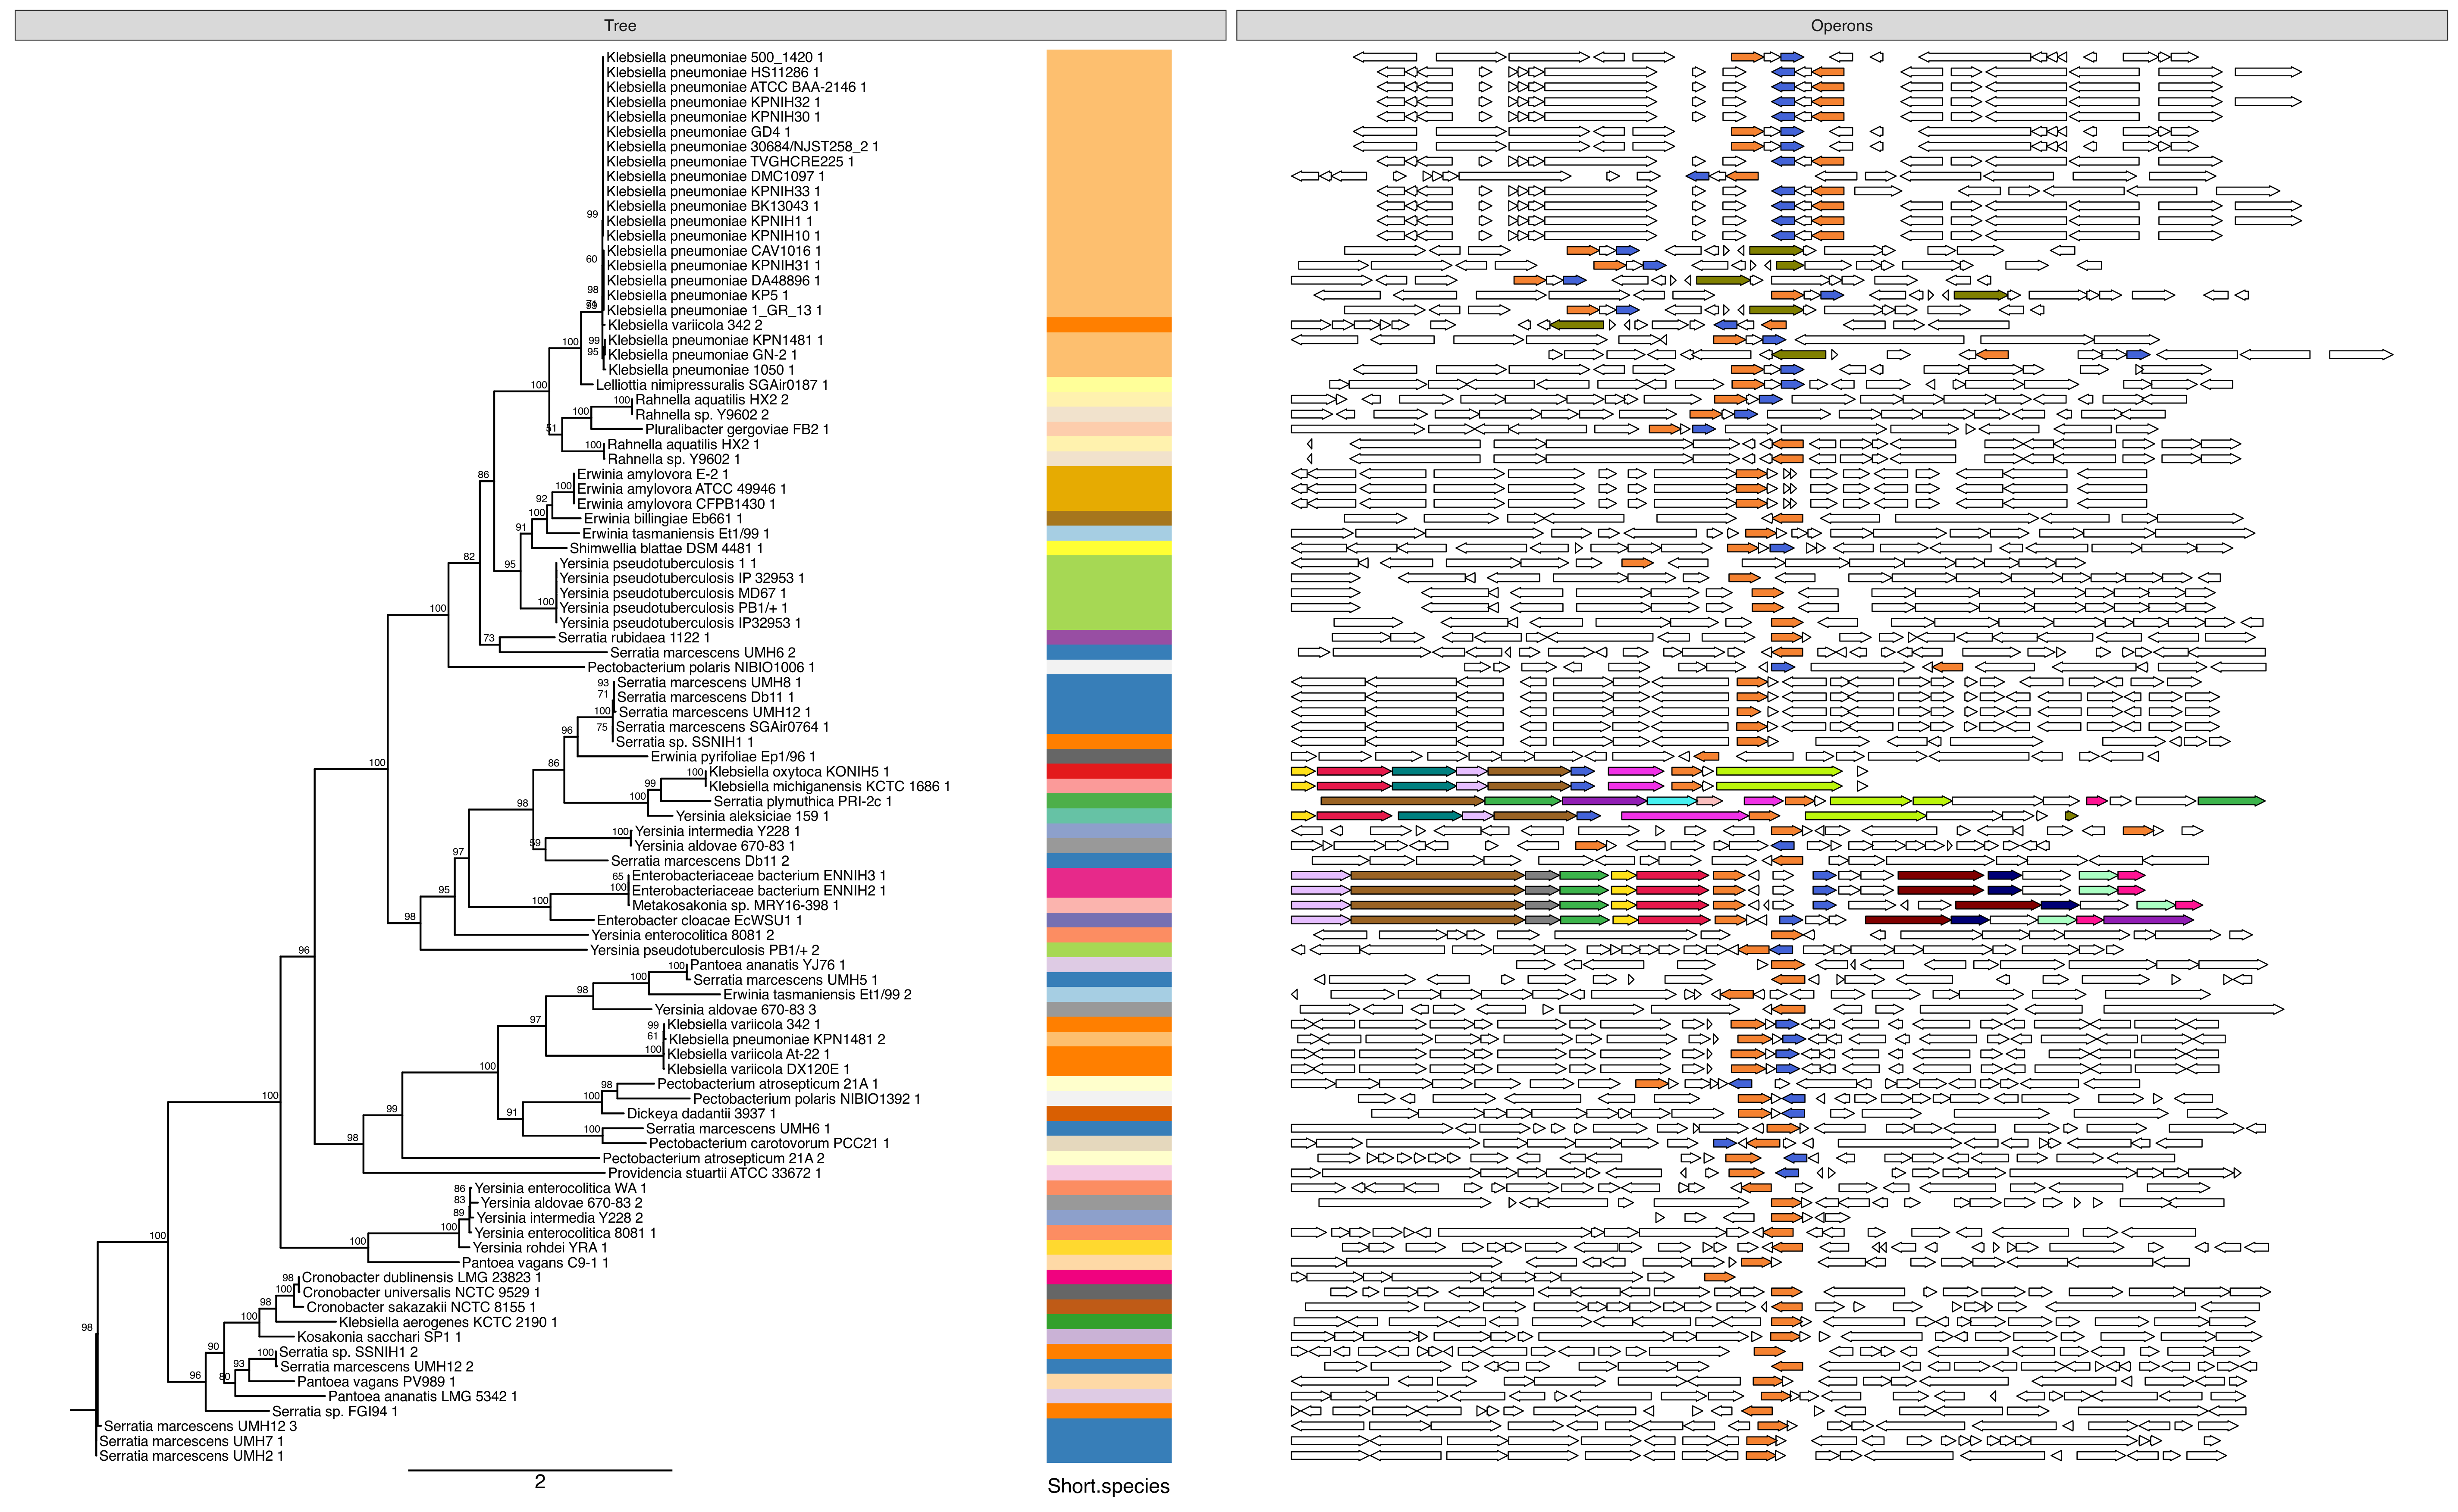 Tree
Operons
Klebsiella pneumoniae 500_1420 1
Klebsiella pneumoniae HS11286 1
Klebsiella pneumoniae ATCC BAA-2146 1
Klebsiella pneumoniae KPNIH32 1
Klebsiella pneumoniae KPNIH30 1
Klebsiella pneumoniae GD4 1
Klebsiella pneumoniae 30684/NJST258_2 1
Klebsiella pneumoniae TVGHCRE225 1
Klebsiella pneumoniae DMC1097 1
Klebsiella pneumoniae KPNIH33 1
Klebsiella pneumoniae BK13043 1
99
Klebsiella pneumoniae KPNIH1 1
Klebsiella pneumoniae KPNIH10 1
Klebsiella pneumoniae CAV1016 1
60
Klebsiella pneumoniae KPNIH31 1
Klebsiella pneumoniae DA48896 1
98
Klebsiella pneumoniae KP5 1
Klebsiella pneumoniae 1_GR_13 1
Klebsiella variicola 342 2
99
Klebsiella pneumoniae KPN1481 1
100
95
Klebsiella pneumoniae GN-2 1
Klebsiella pneumoniae 1050 1
100
Lelliottia nimipressuralis SGAir0187 1
100
Rahnella aquatilis HX2 2
100
Rahnella sp. Y9602 2
51
Pluralibacter gergoviae FB2 1
100
Rahnella aquatilis HX2 1
Rahnella sp. Y9602 1
86
Erwinia amylovora E-2 1
100
Erwinia amylovora ATCC 49946 1
92
Erwinia amylovora CFPB1430 1
100
Erwinia billingiae Eb661 1
91
Erwinia tasmaniensis Et1/99 1
Shimwellia blattae DSM 4481 1
82
95
Yersinia pseudotuberculosis 1 1
Yersinia pseudotuberculosis IP 32953 1
Yersinia pseudotuberculosis MD67 1
100
100
Yersinia pseudotuberculosis PB1/+ 1
Yersinia pseudotuberculosis IP32953 1
73
Serratia rubidaea 1122 1
Serratia marcescens UMH6 2
Pectobacterium polaris NIBIO1006 1
93
Serratia marcescens UMH8 1
71
Serratia marcescens Db11 1
100
Serratia marcescens UMH12 1
96
75
Serratia marcescens SGAir0764 1
Serratia sp. SSNIH1 1
Erwinia pyrifoliae Ep1/96 1
100
86
100
Klebsiella oxytoca KONIH5 1
99
Klebsiella michiganensis KCTC 1686 1
98
100
Serratia plymuthica PRI-2c 1
Yersinia aleksiciae 159 1
100
Yersinia intermedia Y228 1
59
Yersinia aldovae 670-83 1
97
Serratia marcescens Db11 2
65
Enterobacteriaceae bacterium ENNIH3 1
95
100
Enterobacteriaceae bacterium ENNIH2 1
100
Metakosakonia sp. MRY16-398 1
98
Enterobacter cloacae EcWSU1 1
Yersinia enterocolitica 8081 2
96
Yersinia pseudotuberculosis PB1/+ 2
100
Pantoea ananatis YJ76 1
100
Serratia marcescens UMH5 1
98
Erwinia tasmaniensis Et1/99 2
Yersinia aldovae 670-83 3
97
99
Klebsiella variicola 342 1
61
Klebsiella pneumoniae KPN1481 2
100
Klebsiella variicola At-22 1
100
Klebsiella variicola DX120E 1
98
Pectobacterium atrosepticum 21A 1
100
100
Pectobacterium polaris NIBIO1392 1
99
91
Dickeya dadantii 3937 1
100
Serratia marcescens UMH6 1
98
Pectobacterium carotovorum PCC21 1
Pectobacterium atrosepticum 21A 2
Providencia stuartii ATCC 33672 1
86
Yersinia enterocolitica WA 1
83
Yersinia aldovae 670-83 2
89
Yersinia intermedia Y228 2
100
100
Yersinia enterocolitica 8081 1
100
Yersinia rohdei YRA 1
Pantoea vagans C9-1 1
98
Cronobacter dublinensis LMG 23823 1
100
Cronobacter universalis NCTC 9529 1
98
Cronobacter sakazakii NCTC 8155 1
100
Klebsiella aerogenes KCTC 2190 1
98
Kosakonia sacchari SP1 1
90
100
Serratia sp. SSNIH1 2
93
Serratia marcescens UMH12 2
96
80
Pantoea vagans PV989 1
Pantoea ananatis LMG 5342 1
Serratia sp. FGI94 1
Serratia marcescens UMH12 3
Serratia marcescens UMH7 1
Serratia marcescens UMH2 1
2
Short.species